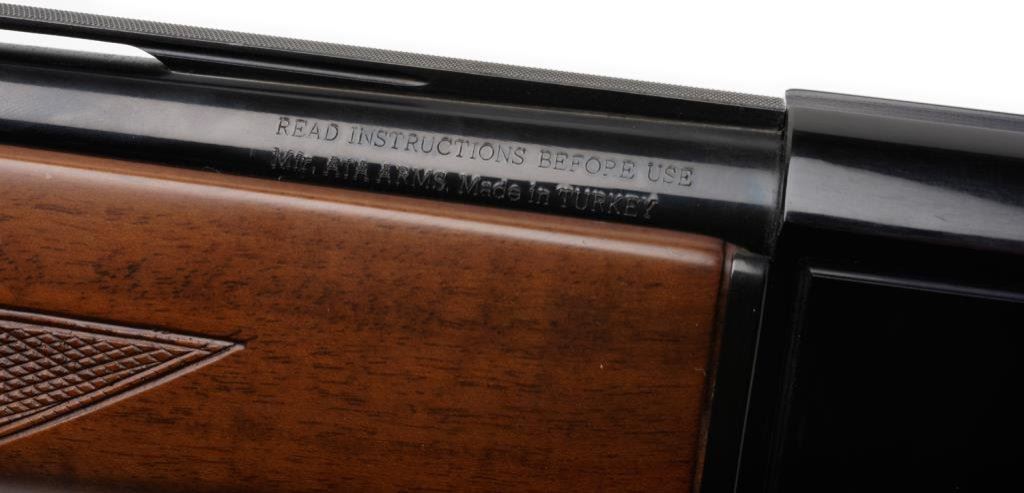 READ INSTRUCTIONS BEFORE USE
Mfr. ATA ARMS, Made in TURKEY